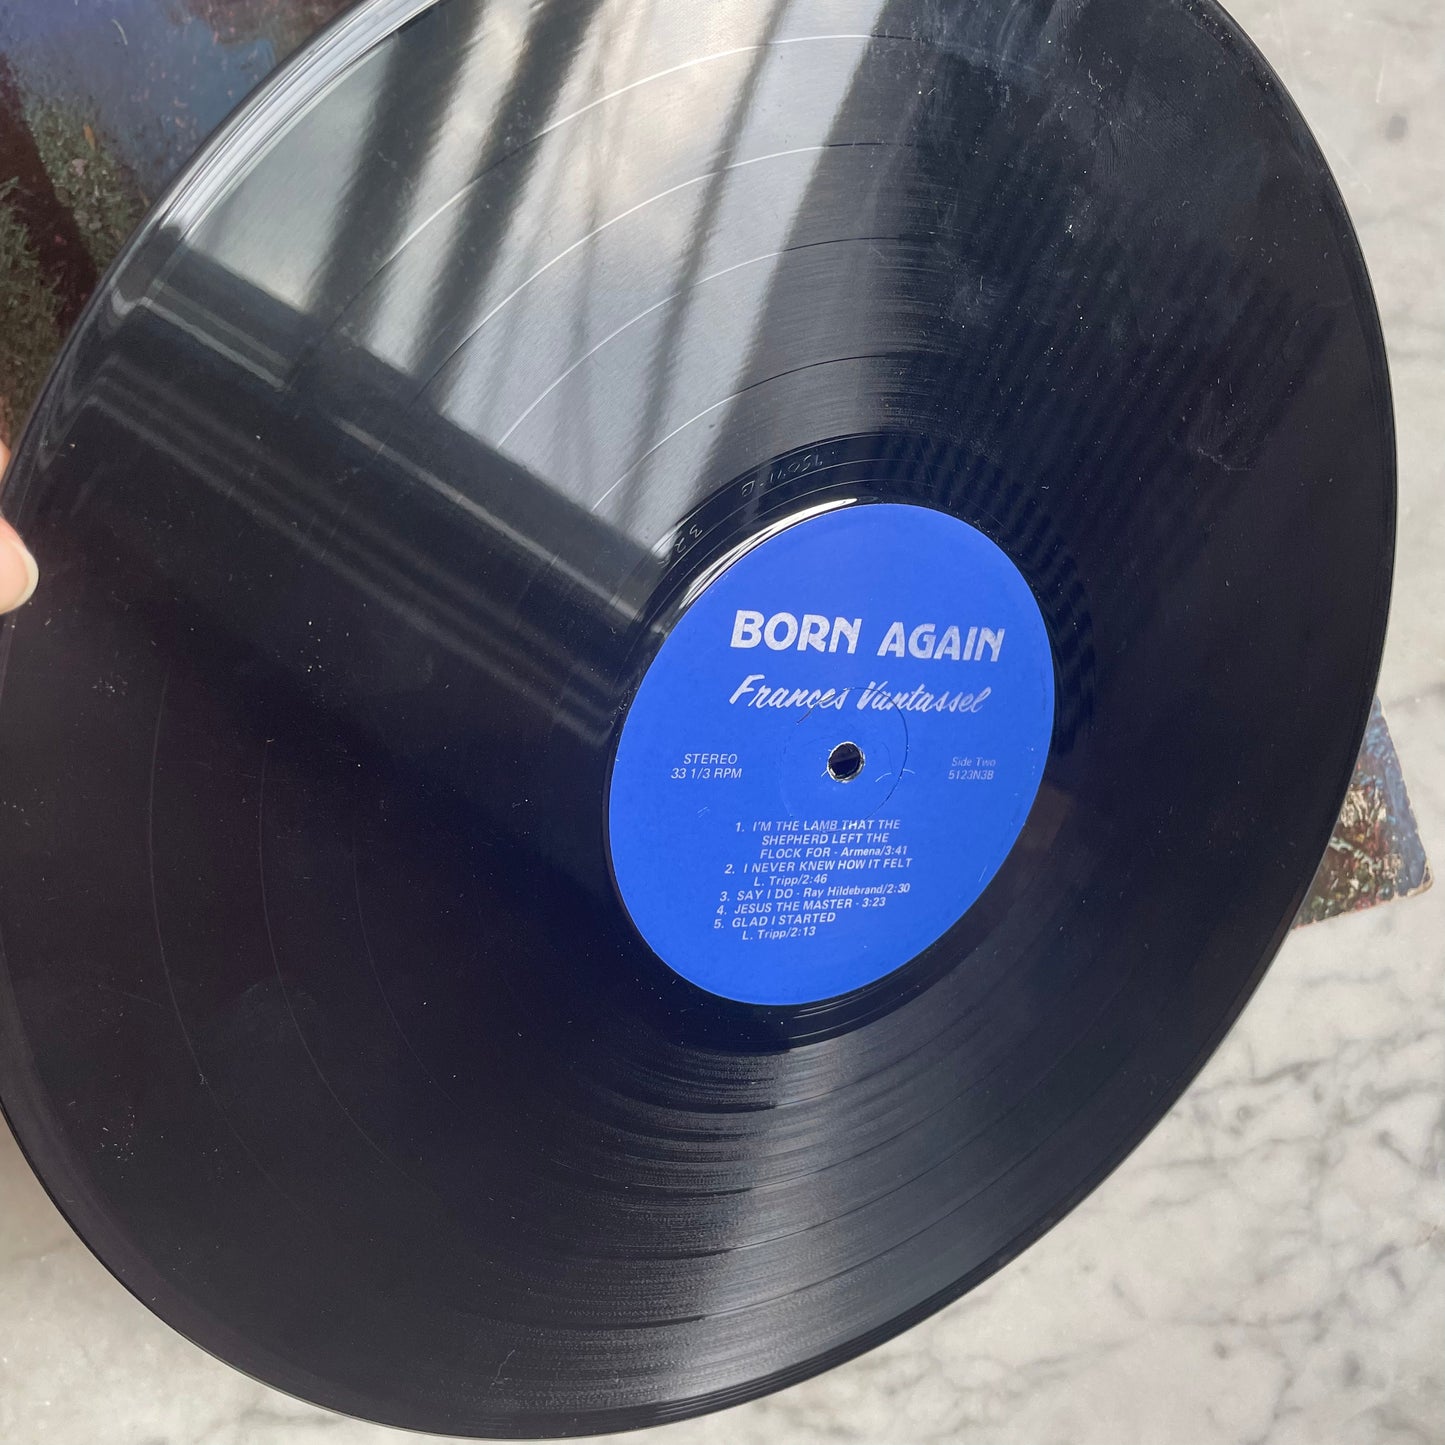 BORN AGAIN
Frances Vantassel
STEREO
33 1/3 RPM
Side Two
5123N3B
1. I'M THE LAMB THAT THE
SHEPHERD LEFT THE
FLOCK FOR - Armena/3:41
2. I NEVER KNEW HOW IT FELT
L. Tripp/2:46
3. SAY I DO - Ray Hildebrand/2:30
4. JESUS THE MASTER - 3:23
5. GLAD I STARTED
L. Tripp/2:13